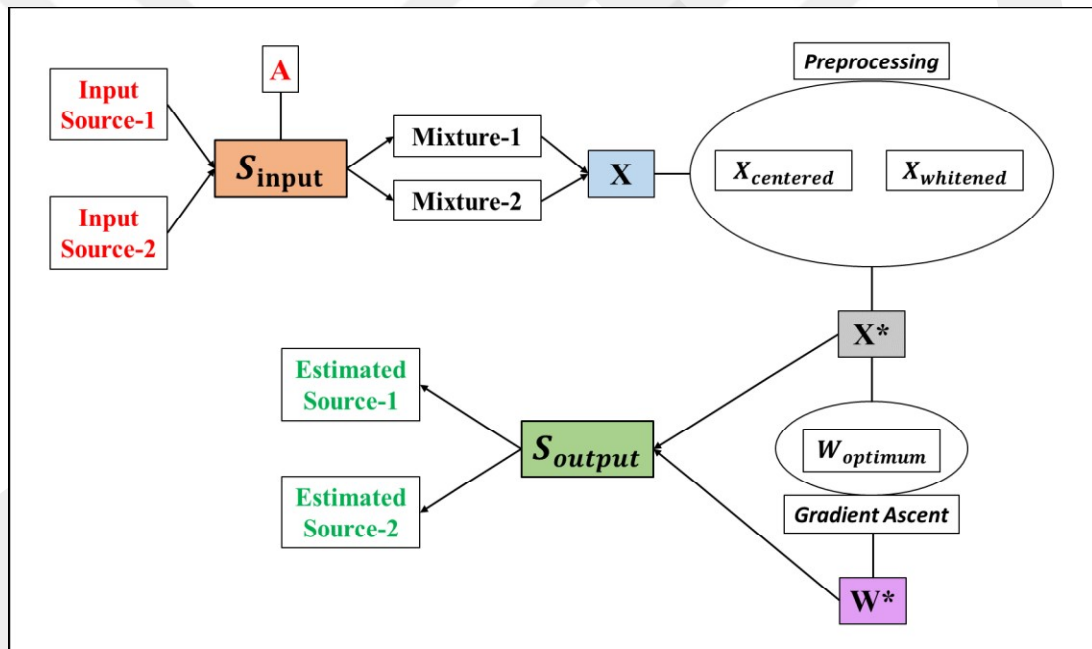 Preprocessing
A
Input
Source-1
Input
Source-2
S_input
Mixture-1
Mixture-2
X
X_centered
X_whitened
X*
Estimated
Source-1
Estimated
Source-2
S_output
W_optimum
Gradient Ascent
W*